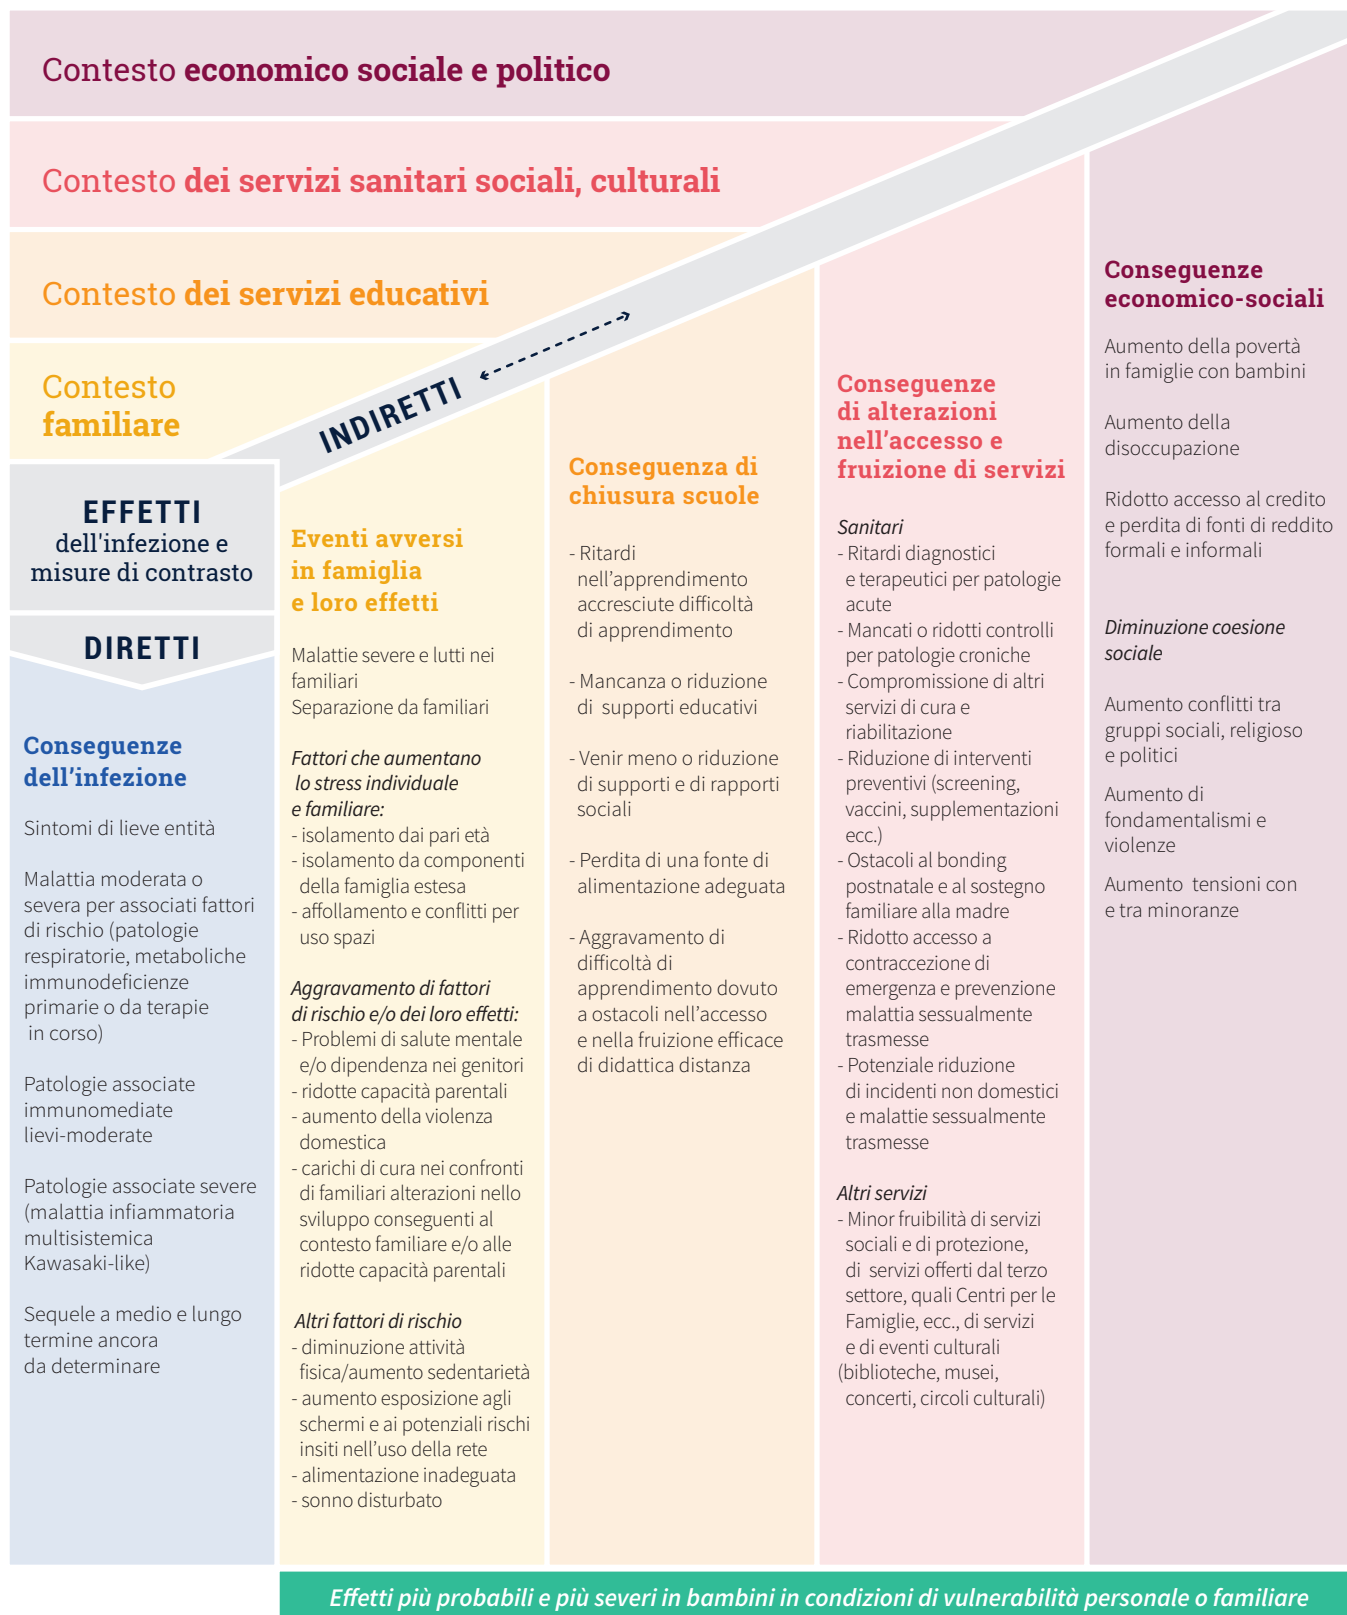 Contesto economico sociale e politico
Contesto dei servizi sanitari sociali, culturali
Contesto dei servizi educativi
Contesto
familiare
INDIRETTI
EFFETTI
dell'infezione e
misure di contrasto
DIRETTI
Conseguenze
dell'infezione
Sintomi di lieve entità
Malattia moderata o
severa per associati fattori
di rischio (patologie
respiratorie, metaboliche
immunodeficienze
primarie o da terapie
in corso)
Patologie associate
immunomediate
lievi-moderate
Patologie associate severe
(malattia infiammatoria
multisistemica
Kawasaki-like)
Sequele a medio e lungo
termine ancora
da determinare
Eventi avversi
in famiglia
e loro effetti
Malattie severe e lutti nei
familiari
Separazione da familiari
Fattori che aumentano
lo stress individuale
e familiare:
- isolamento dai pari età
- isolamento da componenti
della famiglia estesa
- affollamento e conflitti per
uso spazi
Aggravamento di fattori
di rischio e/o dei loro effetti:
- Problemi di salute mentale
e/o dipendenza nei genitori
- ridotte capacità parentali
- aumento della violenza
domestica
- carichi di cura nei confronti
di familiari alterazioni nello
sviluppo conseguenti al
contesto familiare e/o alle
ridotte capacità parentali
Altri fattori di rischio
- diminuzione attività
fisica/aumento sedentarietà
- aumento esposizione agli
schermi e ai potenziali rischi
insiti nell'uso della rete
- alimentazione inadeguata
- sonno disturbato
Conseguenza di
chiusura scuole
- Ritardi
nell'apprendimento
accresciute difficoltà
di apprendimento
- Mancanza o riduzione
di supporti educativi
- Venir meno o riduzione
di supporti e di rapporti
sociali
- Perdita di una fonte di
alimentazione adeguata
- Aggravamento di
difficoltà di
apprendimento dovuto
a ostacoli nell'accesso
e nella fruizione efficace
di didattica distanza
Conseguenze
di alterazioni
nell'accesso e
fruizione di servizi
Sanitari
- Ritardi diagnostici
e terapeutici per patologie
acute
- Mancati o ridotti controlli
per patologie croniche
- Compromissione di altri
servizi di cura e
riabilitazione
- Riduzione di interventi
preventivi (screening,
vaccini, supplementazioni
ecc.)
- Ostacoli al bonding
postnatale e al sostegno
familiare alla madre
- Ridotto accesso a
contraccezione di
emergenza e prevenzione
malattia sessualmente
trasmesse
- Potenziale riduzione
di incidenti non domestici
e malattie sessualmente
trasmesse
Altri servizi
- Minor fruibilità di servizi
sociali e di protezione,
di servizi offerti dal terzo
settore, quali Centri per le
Famiglie, ecc., di servizi
e di eventi culturali
(biblioteche, musei,
concerti, circoli culturali)
Conseguenze
economico-sociali
Aumento della povertà
in famiglie con bambini
Aumento della
disoccupazione
Ridotto accesso al credito
e perdita di fonti di reddito
formali e informali
Diminuzione coesione
sociale
Aumento conflitti tra
gruppi sociali, religioso
e politici
Aumento di
fondamentalismi e
violenze
Aumento tensioni con
e tra minoranze
Effetti più probabili e più severi in bambini in condizioni di vulnerabilità personale o familiare